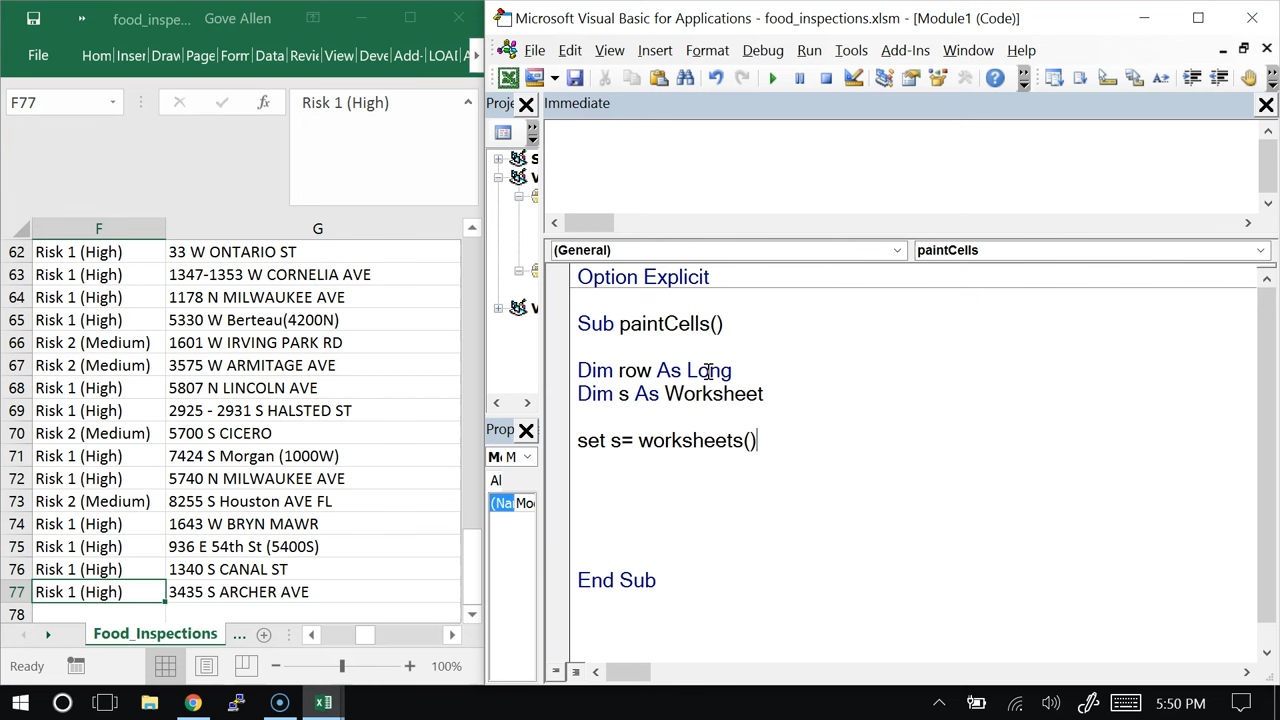 food_inspe...
Gove Allen
File
Hom Inser Draw Page Form Data Revie View Deve Add- LOAI
F77
fx
Risk 1 (High)
F G
62 Risk 1 (High) 33 W ONTARIO ST
63 Risk 1 (High) 1347-1353 W CORNELIA AVE
64 Risk 1 (High) 1178 N MILWAUKEE AVE
65 Risk 1 (High) 5330 W Berteau(4200N)
66 Risk 2 (Medium) 1601 W IRVING PARK RD
67 Risk 2 (Medium) 3575 W ARMITAGE AVE
68 Risk 1 (High) 5807 N LINCOLN AVE
69 Risk 1 (High) 2925 - 2931 S HALSTED ST
70 Risk 2 (Medium) 5700 S CICERO
71 Risk 1 (High) 7424 S Morgan (1000W)
72 Risk 1 (High) 5740 N MILWAUKEE AVE
73 Risk 2 (Medium) 8255 S Houston AVE FL
74 Risk 1 (High) 1643 W BRYN MAWR
75 Risk 1 (High) 936 E 54th St (5400S)
76 Risk 1 (High) 1340 S CANAL ST
77 Risk 1 (High) 3435 S ARCHER AVE
78
Food_Inspections ...
Ready
100%
Microsoft Visual Basic for Applications - food_inspections.xlsm - [Module1 (Code)]
File Edit View Insert Format Debug Run Tools Add-Ins Window Help
Proje
Immediate
S
V
V
Prop
M M
Al
(Na Mo
(General)
paintCells
Option Explicit
Sub paintCells()
Dim row As Long
Dim s As Worksheet
set s= worksheets()
End Sub
5:50 PM